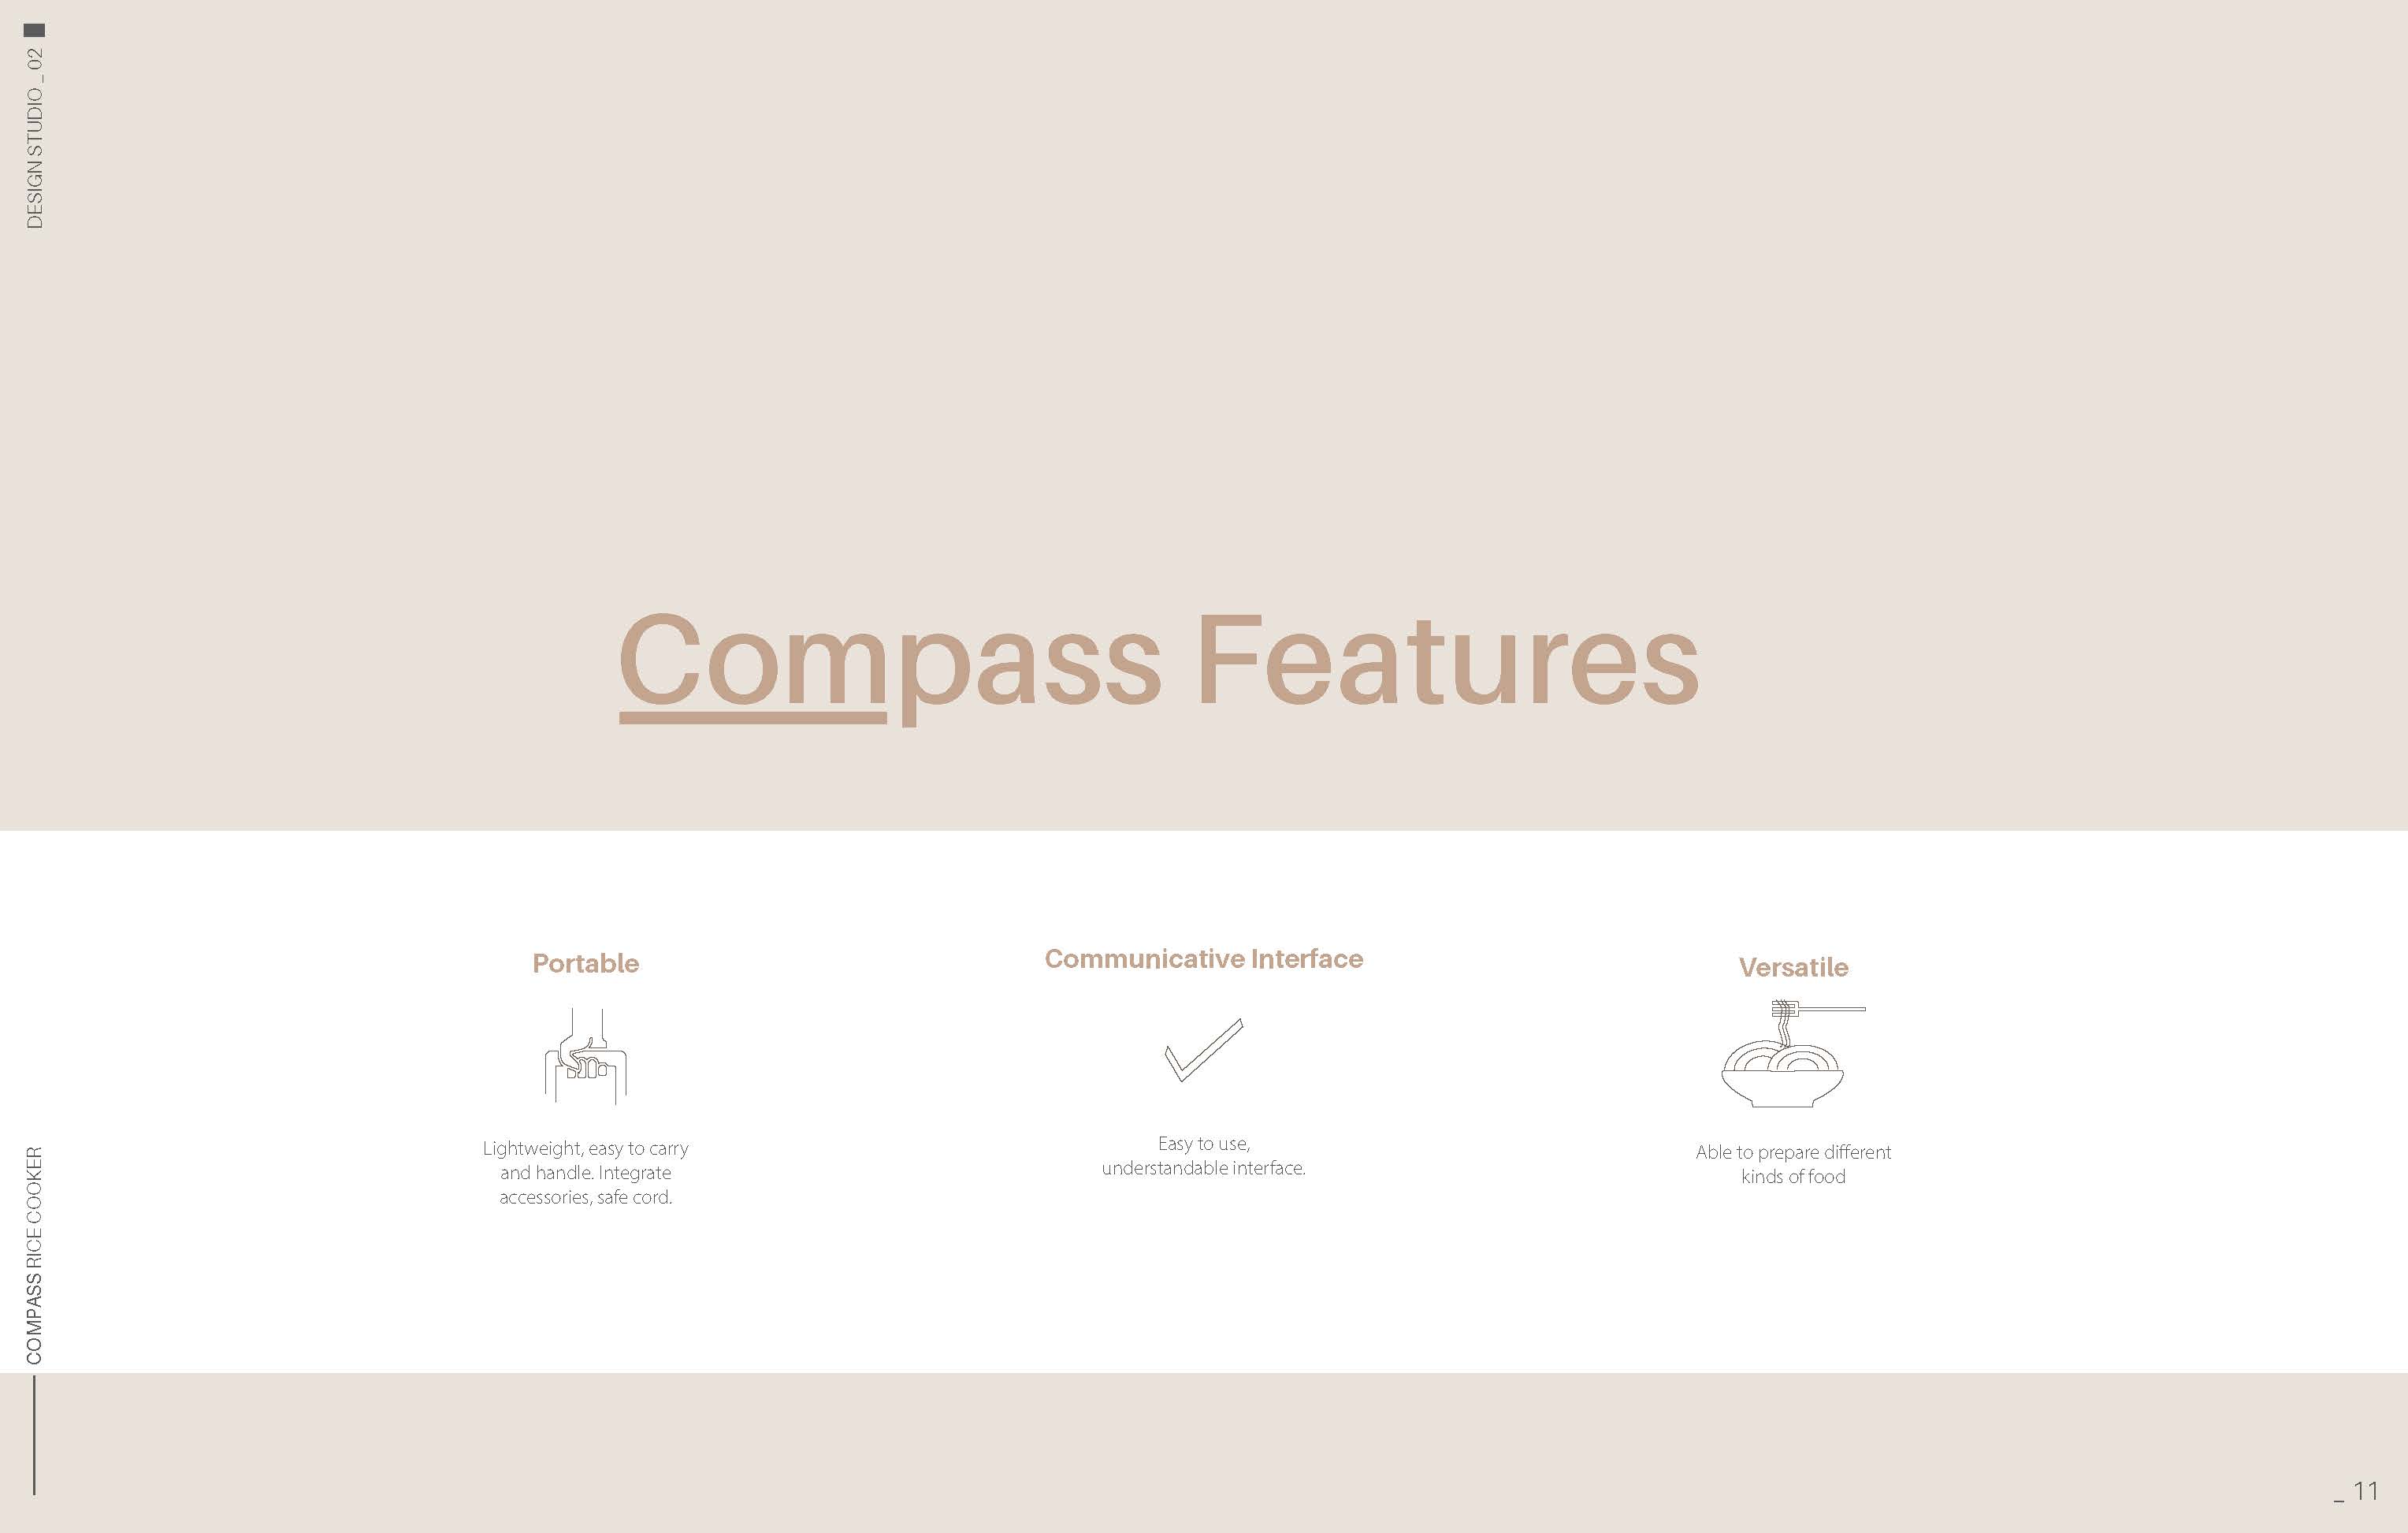 DESIGN STUDIO _ 02
Compass Features
Portable
Lightweight, easy to carry
and handle. Integrate
accessories, safe cord.
Communicative Interface
Easy to use,
understandable interface.
Versatile
Able to prepare different
kinds of food
COMPASS RICE COOKER
_ 11